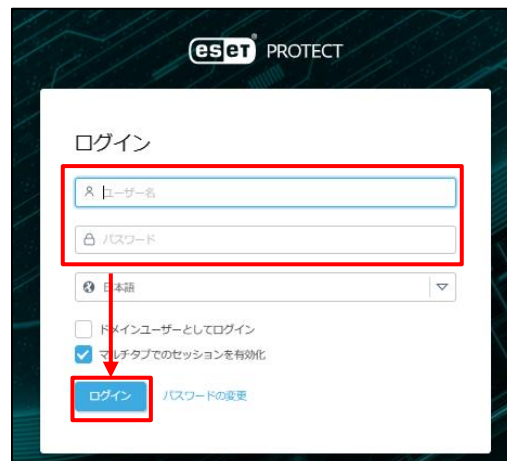 eset PROTECT
ログイン
ユーザー名
パスワード
日本語
ドメインユーザーとしてログイン
マルチタブでのセッションを有効化
ログイン パスワードの変更